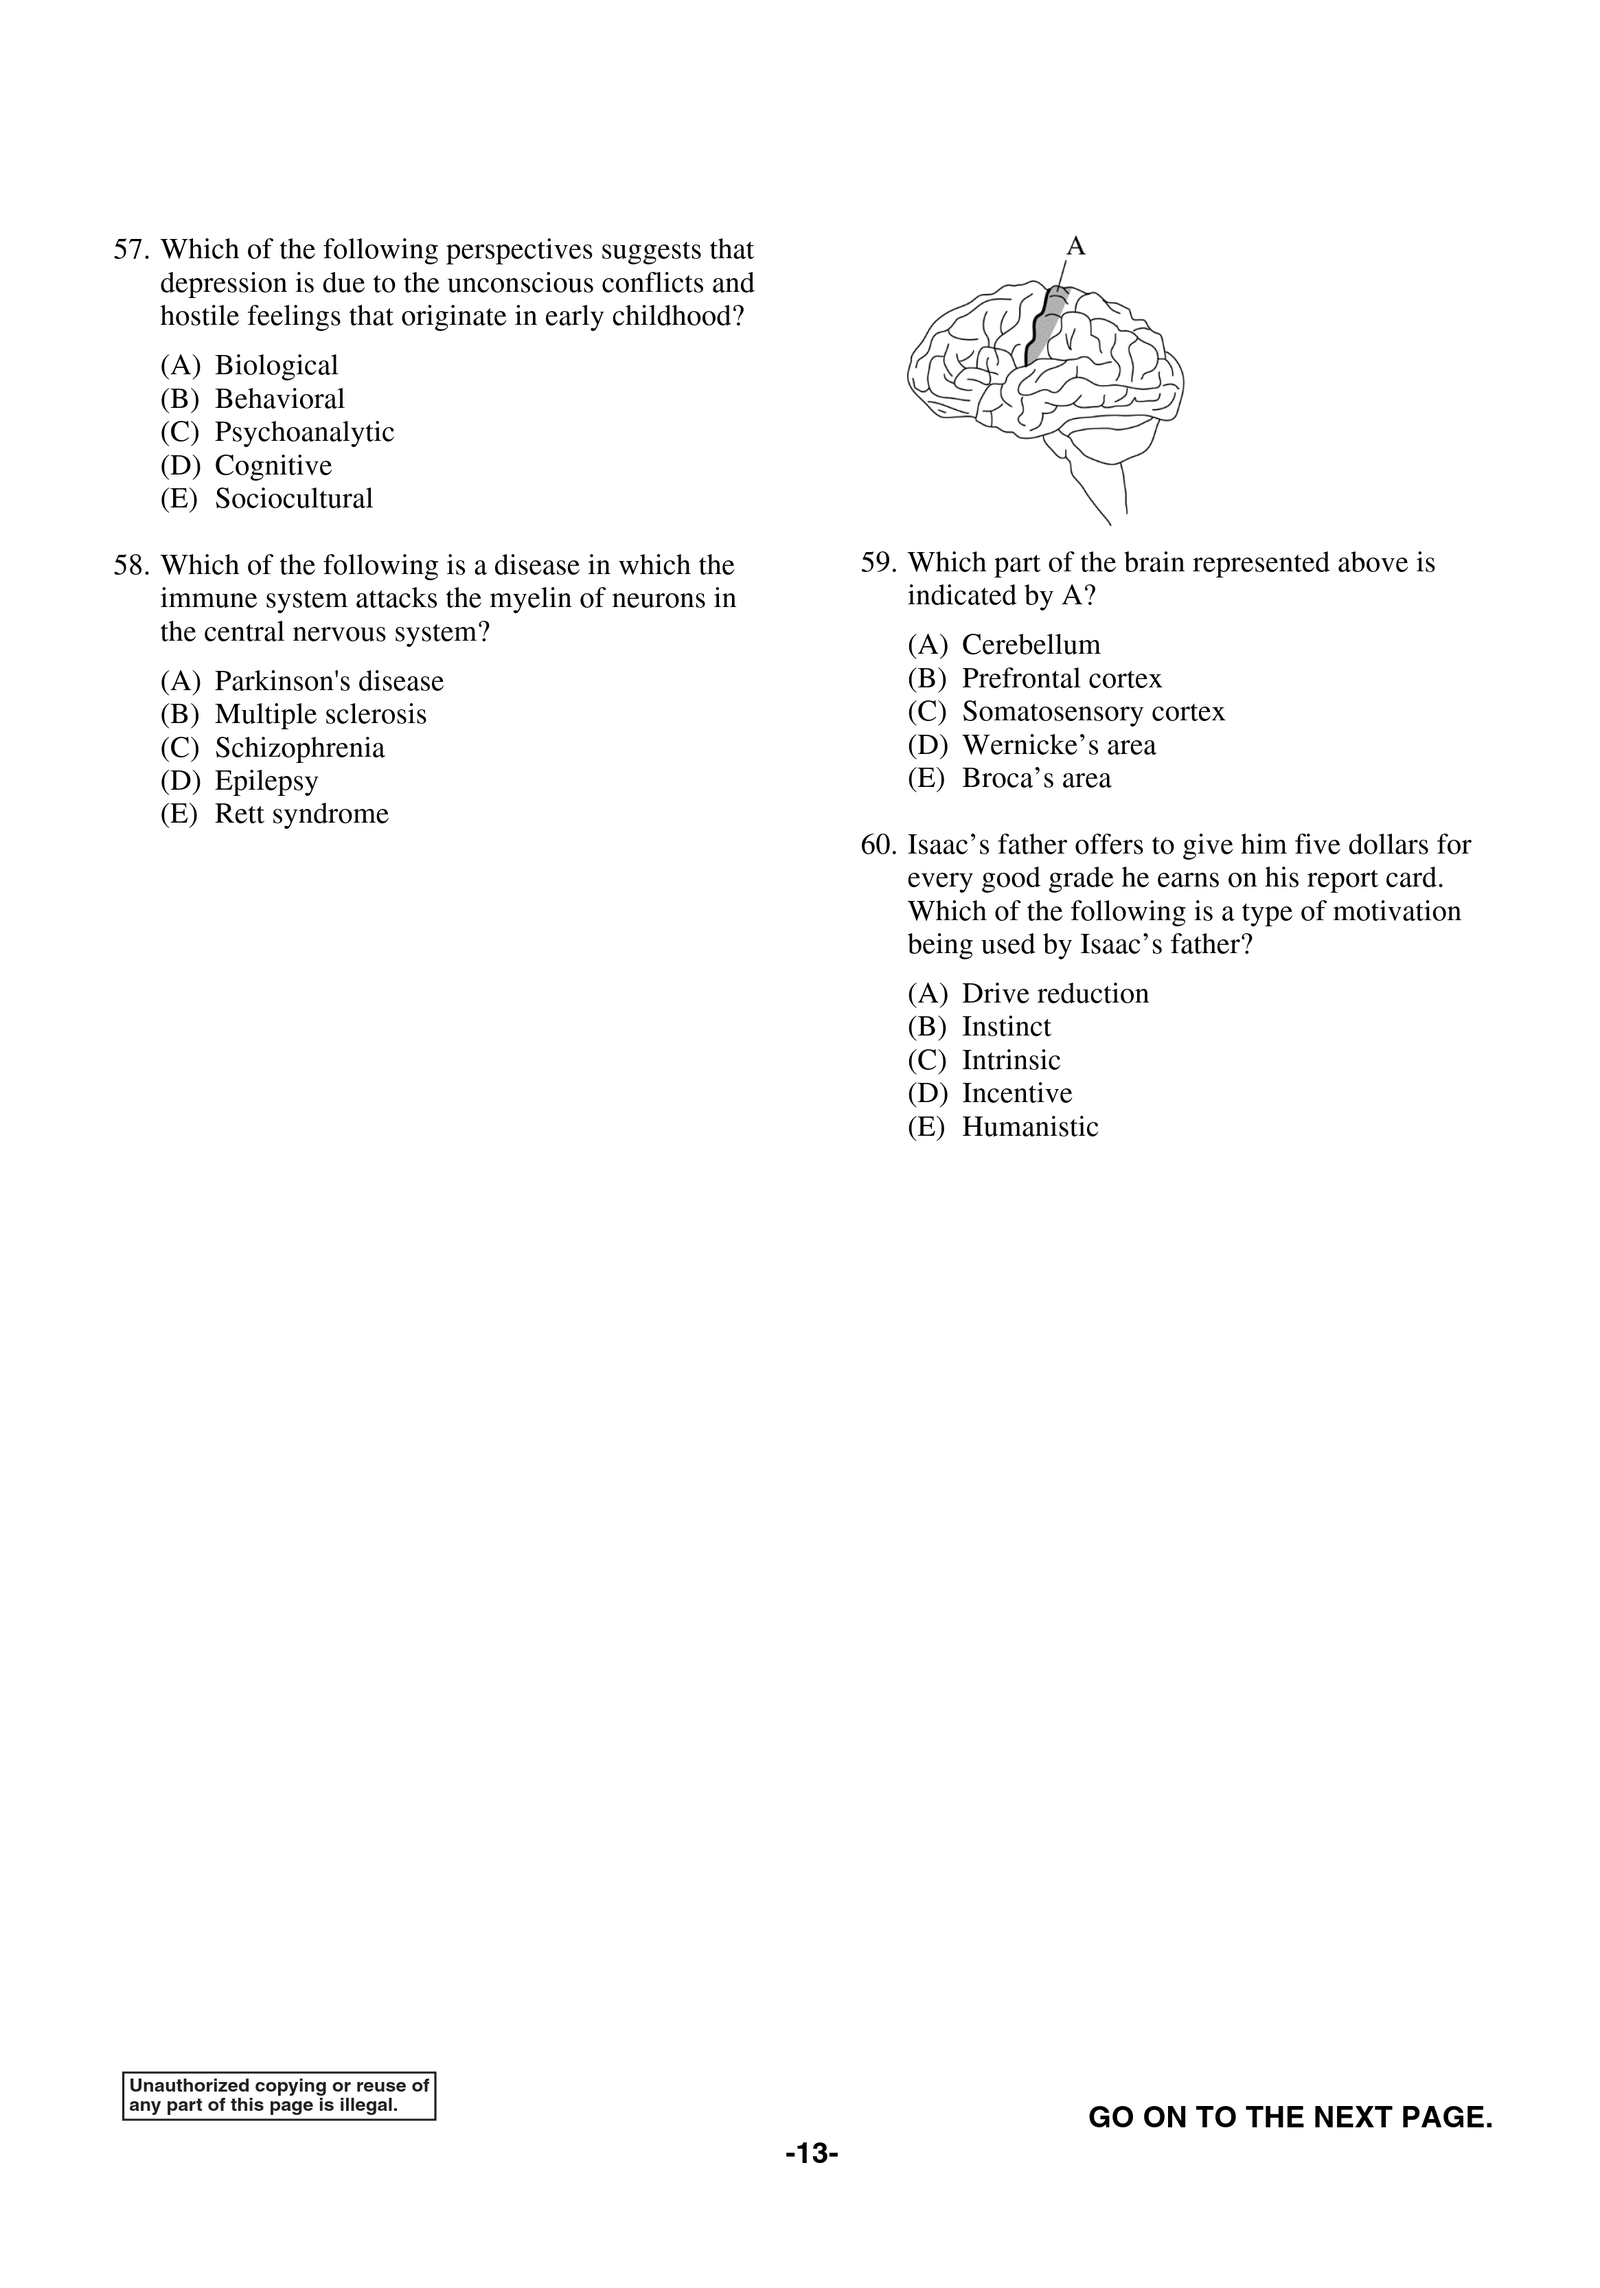 57. Which of the following perspectives suggests that
depression is due to the unconscious conflicts and
hostile feelings that originate in early childhood?
(A) Biological
(B) Behavioral
(C) Psychoanalytic
(D) Cognitive
(E) Sociocultural
58. Which of the following is a disease in which the
immune system attacks the myelin of neurons in
the central nervous system?
(A) Parkinson's disease
(B) Multiple sclerosis
(C) Schizophrenia
(D) Epilepsy
(E) Rett syndrome
A
59. Which part of the brain represented above is
indicated by A?
(A) Cerebellum
(B) Prefrontal cortex
(C) Somatosensory cortex
(D) Wernicke’s area
(E) Broca’s area
60. Isaac’s father offers to give him five dollars for
every good grade he earns on his report card.
Which of the following is a type of motivation
being used by Isaac’s father?
(A) Drive reduction
(B) Instinct
(C) Intrinsic
(D) Incentive
(E) Humanistic
Unauthorized copying or reuse of
any part of this page is illegal.
GO ON TO THE NEXT PAGE.
-13-